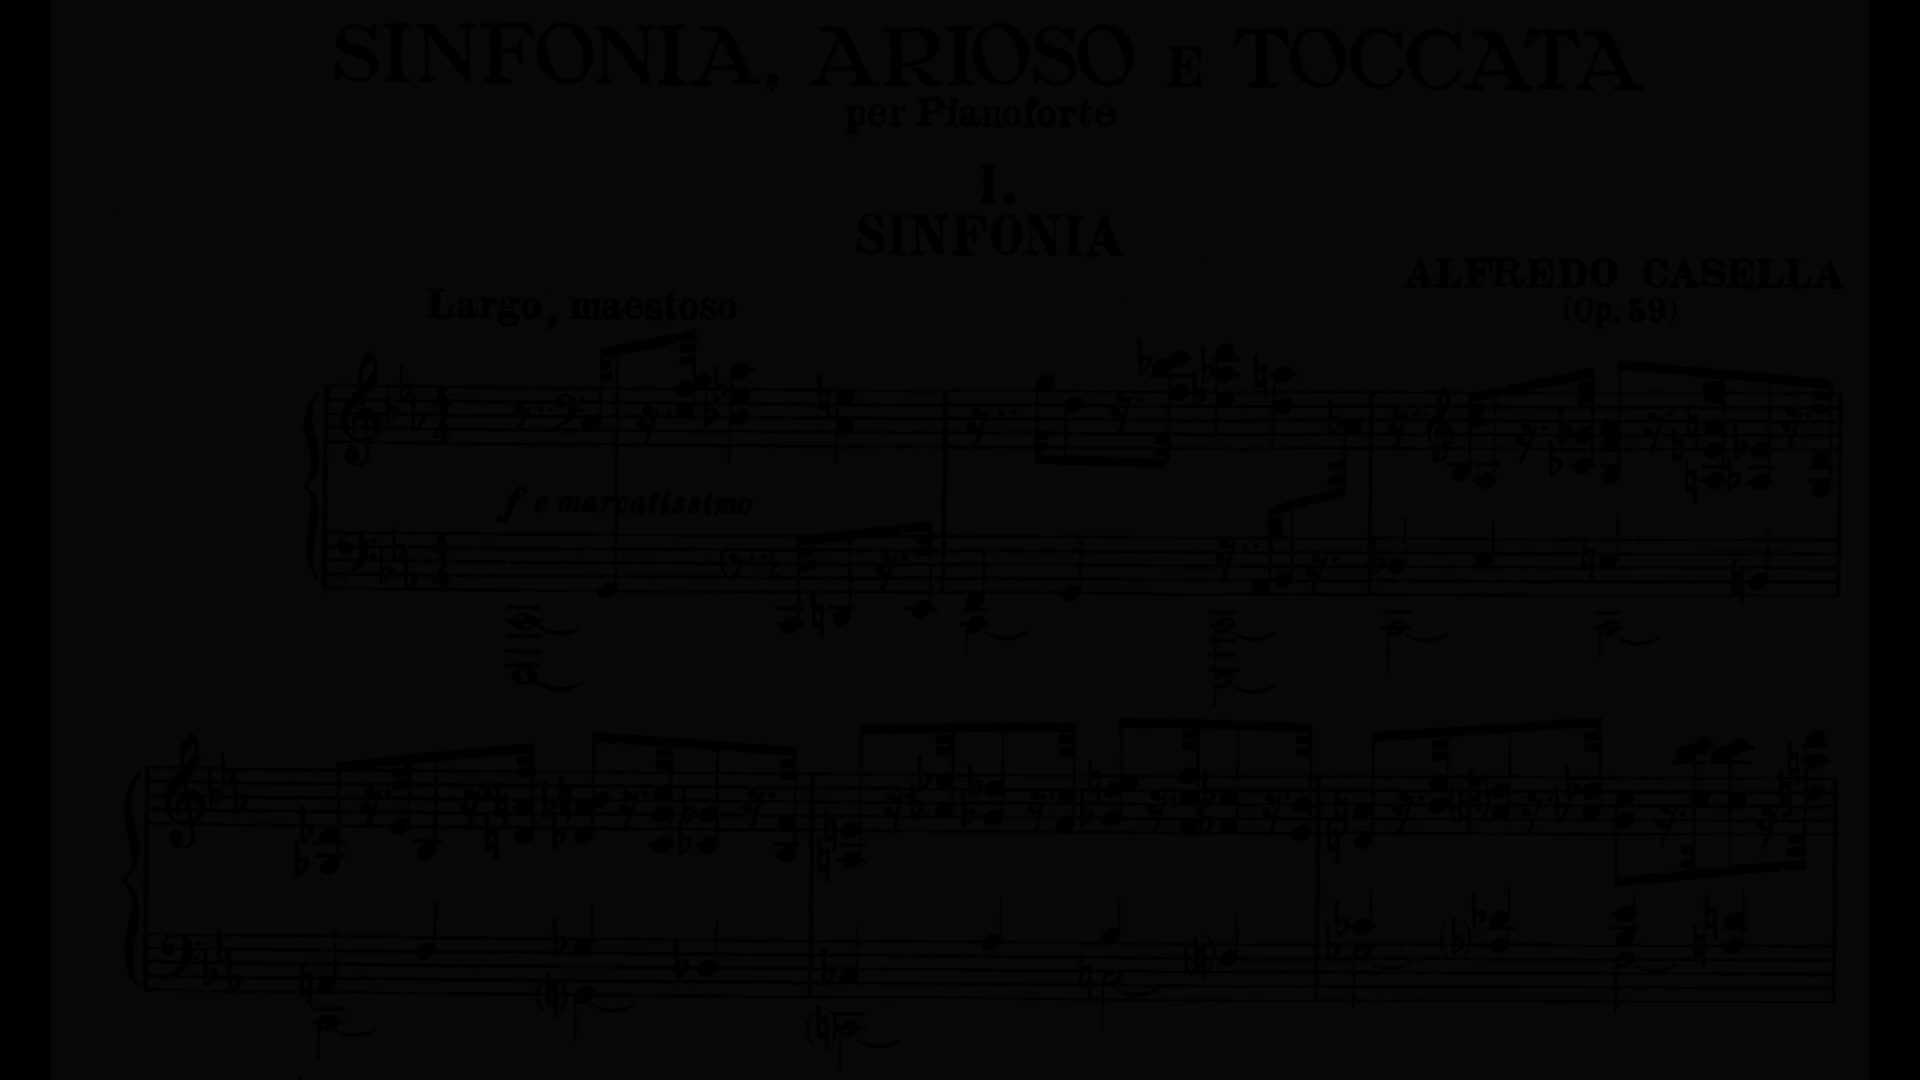 SINFONIA, ARIOSO E TOCCATA
per Pianoforte
I.
SINFONIA
ALFREDO CASELLA
(Op. 59)
Largo, maestoso
f e marcatissimo